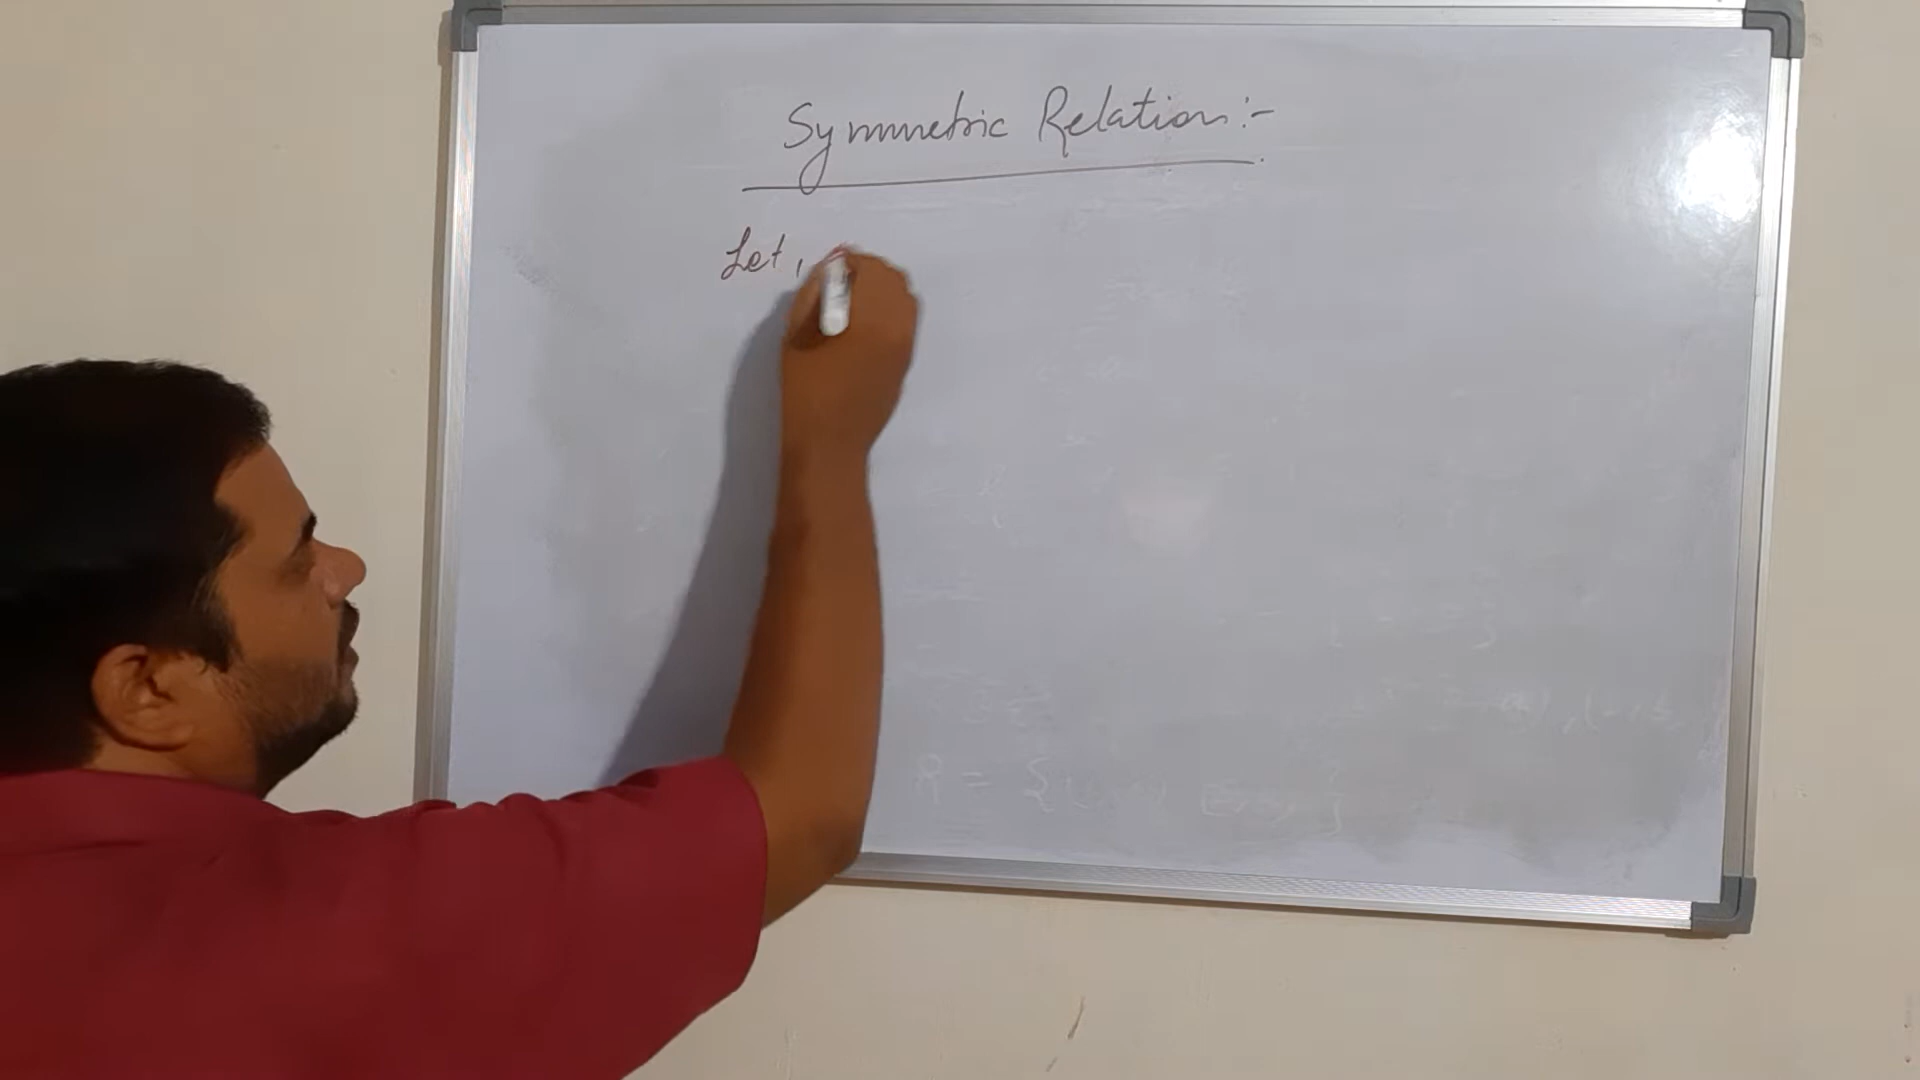 Symmetric Relation:-
Let,
R = {